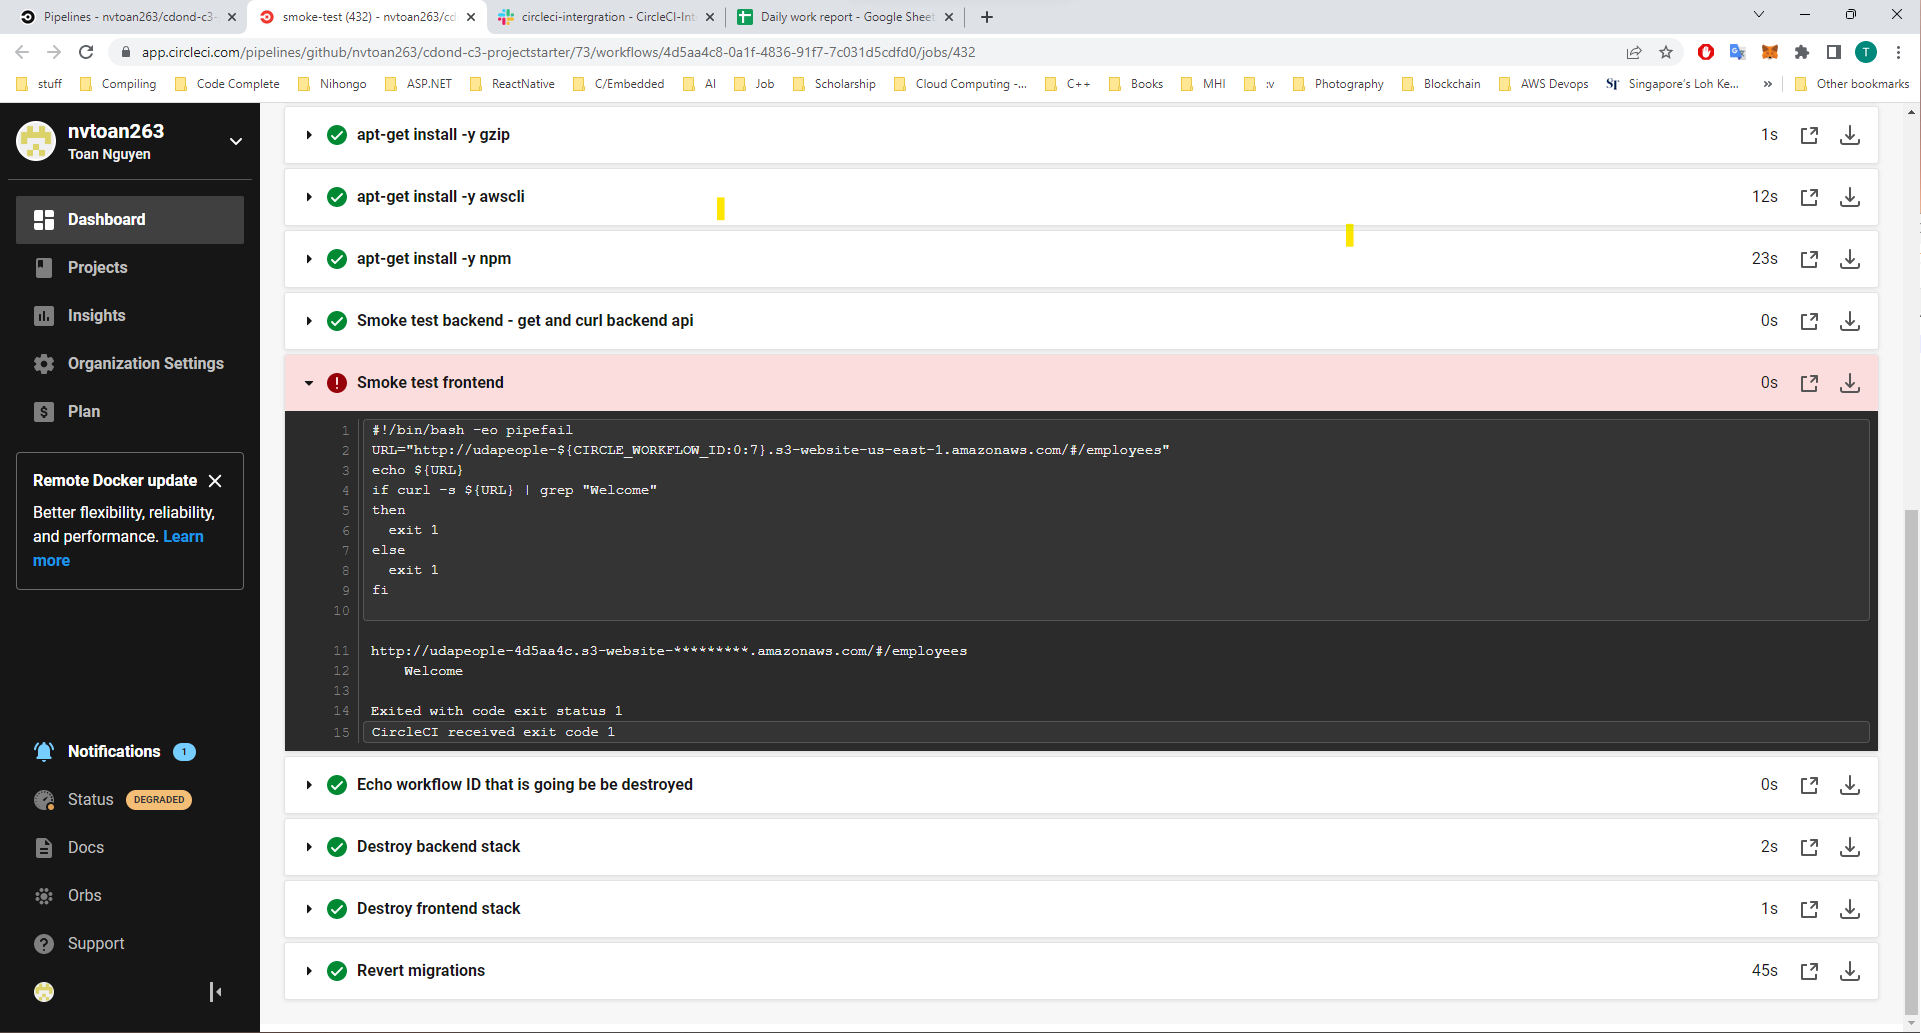 Pipelines - nvtoan263/cdond-c3-
smoke-test (432) - nvtoan263/cd
circleci-intergration - CircleCI-Int
Daily work report - Google Sheet
app.circleci.com/pipelines/github/nvtoan263/cdond-c3-projectstarter/73/workflows/4d5aa4c8-0a1f-4836-91f7-7c031d5cdfd0/jobs/432
T
stuff
Compiling
Code Complete
Nihongo
ASP.NET
ReactNative
C/Embedded
AI
Job
Scholarship
Cloud Computing -...
C++
Books
MHI
:v
Photography
Blockchain
AWS Devops
Singapore's Loh Ke...
»
Other bookmarks
nvtoan263
Toan Nguyen
Dashboard
Projects
Insights
Organization Settings
Plan
Remote Docker update
Better flexibility, reliability,
and performance. Learn
more
Notifications 1
Status DEGRADED
Docs
Orbs
Support
apt-get install -y gzip 1s
apt-get install -y awscli 12s
apt-get install -y npm 23s
Smoke test backend - get and curl backend api 0s
Smoke test frontend 0s
1 #!/bin/bash -eo pipefail
2 URL="http://udapeople-${CIRCLE_WORKFLOW_ID:0:7}.s3-website-us-east-1.amazonaws.com/#/employees"
3 echo ${URL}
4 if curl -s ${URL} | grep "Welcome"
5 then
6 exit 1
7 else
8 exit 1
9 fi
10
11 http://udapeople-4d5aa4c.s3-website-*********.amazonaws.com/#/employees
12 Welcome
13
14 Exited with code exit status 1
15 CircleCI received exit code 1
Echo workflow ID that is going be be destroyed 0s
Destroy backend stack 2s
Destroy frontend stack 1s
Revert migrations 45s